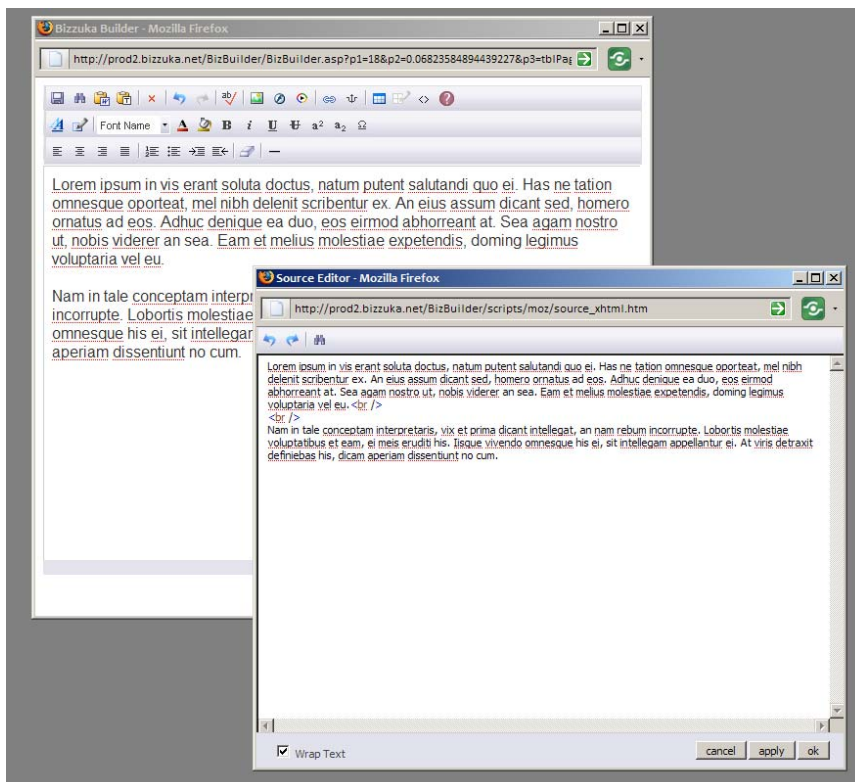 Bizzuka Builder - Mozilla Firefox
http://prod2.bizzuka.net/BizBuilder/BizBuilder.asp?p1=18&p2=0.06823584894439227&p3=tblPag
Font Name A B i U T a² a₂ Ω
Lorem ipsum in vis erant soluta doctus, natum putent salutandi quo ei. Has ne tation
omnesque oporteat, mel nibh delenit scribentur ex. An eius assum dicant sed, homero
ornatus ad eos. Adhuc denique ea duo, eos eirmod abhorreant at. Sea agam nostro
ut, nobis viderer an sea. Eam et melius molestiae expetendis, doming legimus
voluptaria vel eu.
Nam in tale conceptam interpr
incorrupte. Lobortis molestiae
omnesque his ei, sit intellegar
aperiam dissentiunt no cum.
Source Editor - Mozilla Firefox
http://prod2.bizzuka.net/BizBuilder/scripts/moz/source_xhtml.htm
Lorem ipsum in vis erant soluta doctus, natum putent salutandi quo ei. Has ne tation omnesque oporteat, mel nibh
delenit scribentur ex. An eius assum dicant sed, homero ornatus ad eos. Adhuc denique ea duo, eos eirmod
abhorreant at. Sea agam nostro ut, nobis viderer an sea. Eam et melius molestiae expetendis, doming legimus
voluptaria vel eu.<br />
<br />
Nam in tale conceptam interpretaris, vix et prima dicant intellegat, an nam rebum incorrupte. Lobortis molestiae
voluptatibus et eam, ei meis eruditi his. Iisque vivendo omnesque his ei, sit intellegam appellantur ei. At viris detraxit
definiebas his, dicam aperiam dissentiunt no cum.
Wrap Text
cancel apply ok